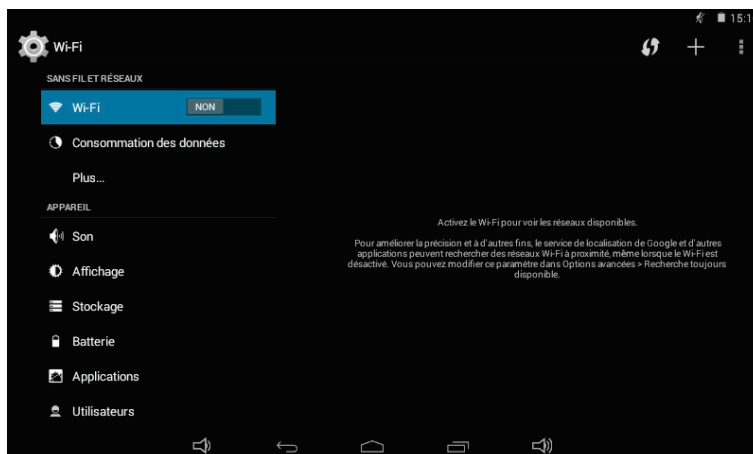 15:1
Wi-Fi
SANS FIL ET RÉSEAUX
Wi-Fi NON
Consommation des données
Plus...
APPAREIL
Son
Affichage
Stockage
Batterie
Applications
Utilisateurs
Activez le Wi-Fi pour voir les réseaux disponibles.
Pour améliorer la précision et à d'autres fins, le service de localisation de Google et d'autres
applications peuvent rechercher des réseaux Wi-Fi à proximité, même lorsque le Wi-Fi est
désactivé. Vous pouvez modifier ce paramètre dans Options avancées > Recherche toujours
disponible.